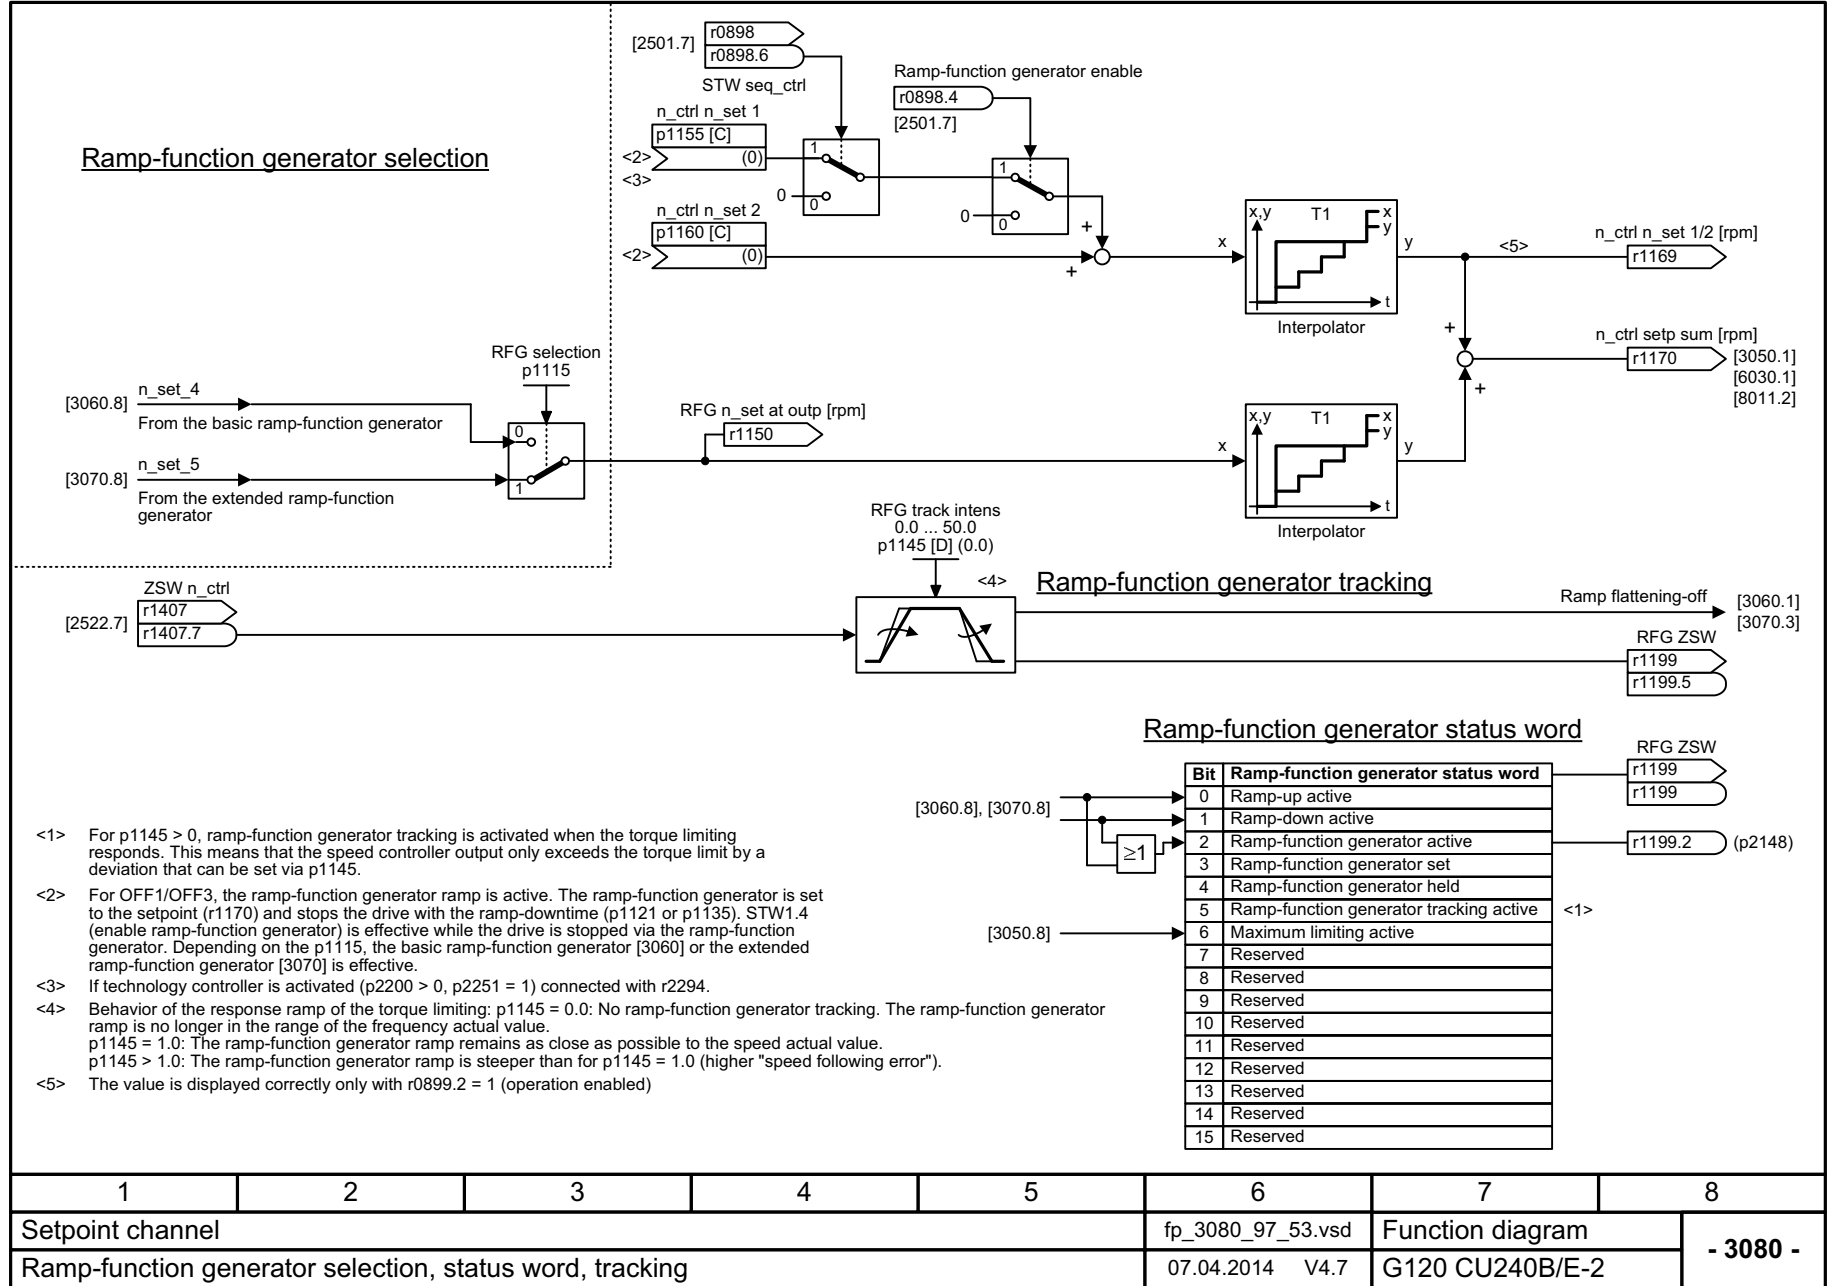 Ramp-function generator selection
[2501.7]
r0898
r0898.6
STW seq_ctrl
Ramp-function generator enable
r0898.4
[2501.7]
n_ctrl n_set 1
p1155 [C]
<2>
(0)
<3>
1
0
0
1
0
0
n_ctrl n_set 2
p1160 [C]
<2>
(0)
+
+
x
x,y
T1
x
y
t
Interpolator
y
<5>
n_ctrl n_set 1/2 [rpm]
r1169
+
n_ctrl setp sum [rpm]
r1170
[3050.1]
[6030.1]
[8011.2]
+
RFG selection
p1115
[3060.8]
n_set_4
From the basic ramp-function generator
0
[3070.8]
n_set_5
From the extended ramp-function
generator
1
RFG n_set at outp [rpm]
r1150
x
x,y
T1
x
y
t
Interpolator
y
RFG track intens
0.0 ... 50.0
p1145 [D] (0.0)
<4>
Ramp-function generator tracking
ZSW n_ctrl
[2522.7]
r1407
r1407.7
Ramp flattening-off
[3060.1]
[3070.3]
RFG ZSW
r1199
r1199.5
Ramp-function generator status word
RFG ZSW
r1199
r1199
[3060.8], [3070.8]
≥1
[3050.8]
Bit Ramp-function generator status word
0 Ramp-up active
1 Ramp-down active
2 Ramp-function generator active
3 Ramp-function generator set
4 Ramp-function generator held
5 Ramp-function generator tracking active
6 Maximum limiting active
7 Reserved
8 Reserved
9 Reserved
10 Reserved
11 Reserved
12 Reserved
13 Reserved
14 Reserved
15 Reserved
r1199.2
(p2148)
<1>
<1> For p1145 > 0, ramp-function generator tracking is activated when the torque limiting
responds. This means that the speed controller output only exceeds the torque limit by a
deviation that can be set via p1145.
<2> For OFF1/OFF3, the ramp-function generator ramp is active. The ramp-function generator is set
to the setpoint (r1170) and stops the drive with the ramp-downtime (p1121 or p1135). STW1.4
(enable ramp-function generator) is effective while the drive is stopped via the ramp-function
generator. Depending on the p1115, the basic ramp-function generator [3060] or the extended
ramp-function generator [3070] is effective.
<3> If technology controller is activated (p2200 > 0, p2251 = 1) connected with r2294.
<4> Behavior of the response ramp of the torque limiting: p1145 = 0.0: No ramp-function generator tracking. The ramp-function generator
ramp is no longer in the range of the frequency actual value.
p1145 = 1.0: The ramp-function generator ramp remains as close as possible to the speed actual value.
p1145 > 1.0: The ramp-function generator ramp is steeper than for p1145 = 1.0 (higher "speed following error").
<5> The value is displayed correctly only with r0899.2 = 1 (operation enabled)
1 2 3 4 5 6 7 8
Setpoint channel
fp_3080_97_53.vsd
Function diagram
- 3080 -
Ramp-function generator selection, status word, tracking
07.04.2014 V4.7
G120 CU240B/E-2